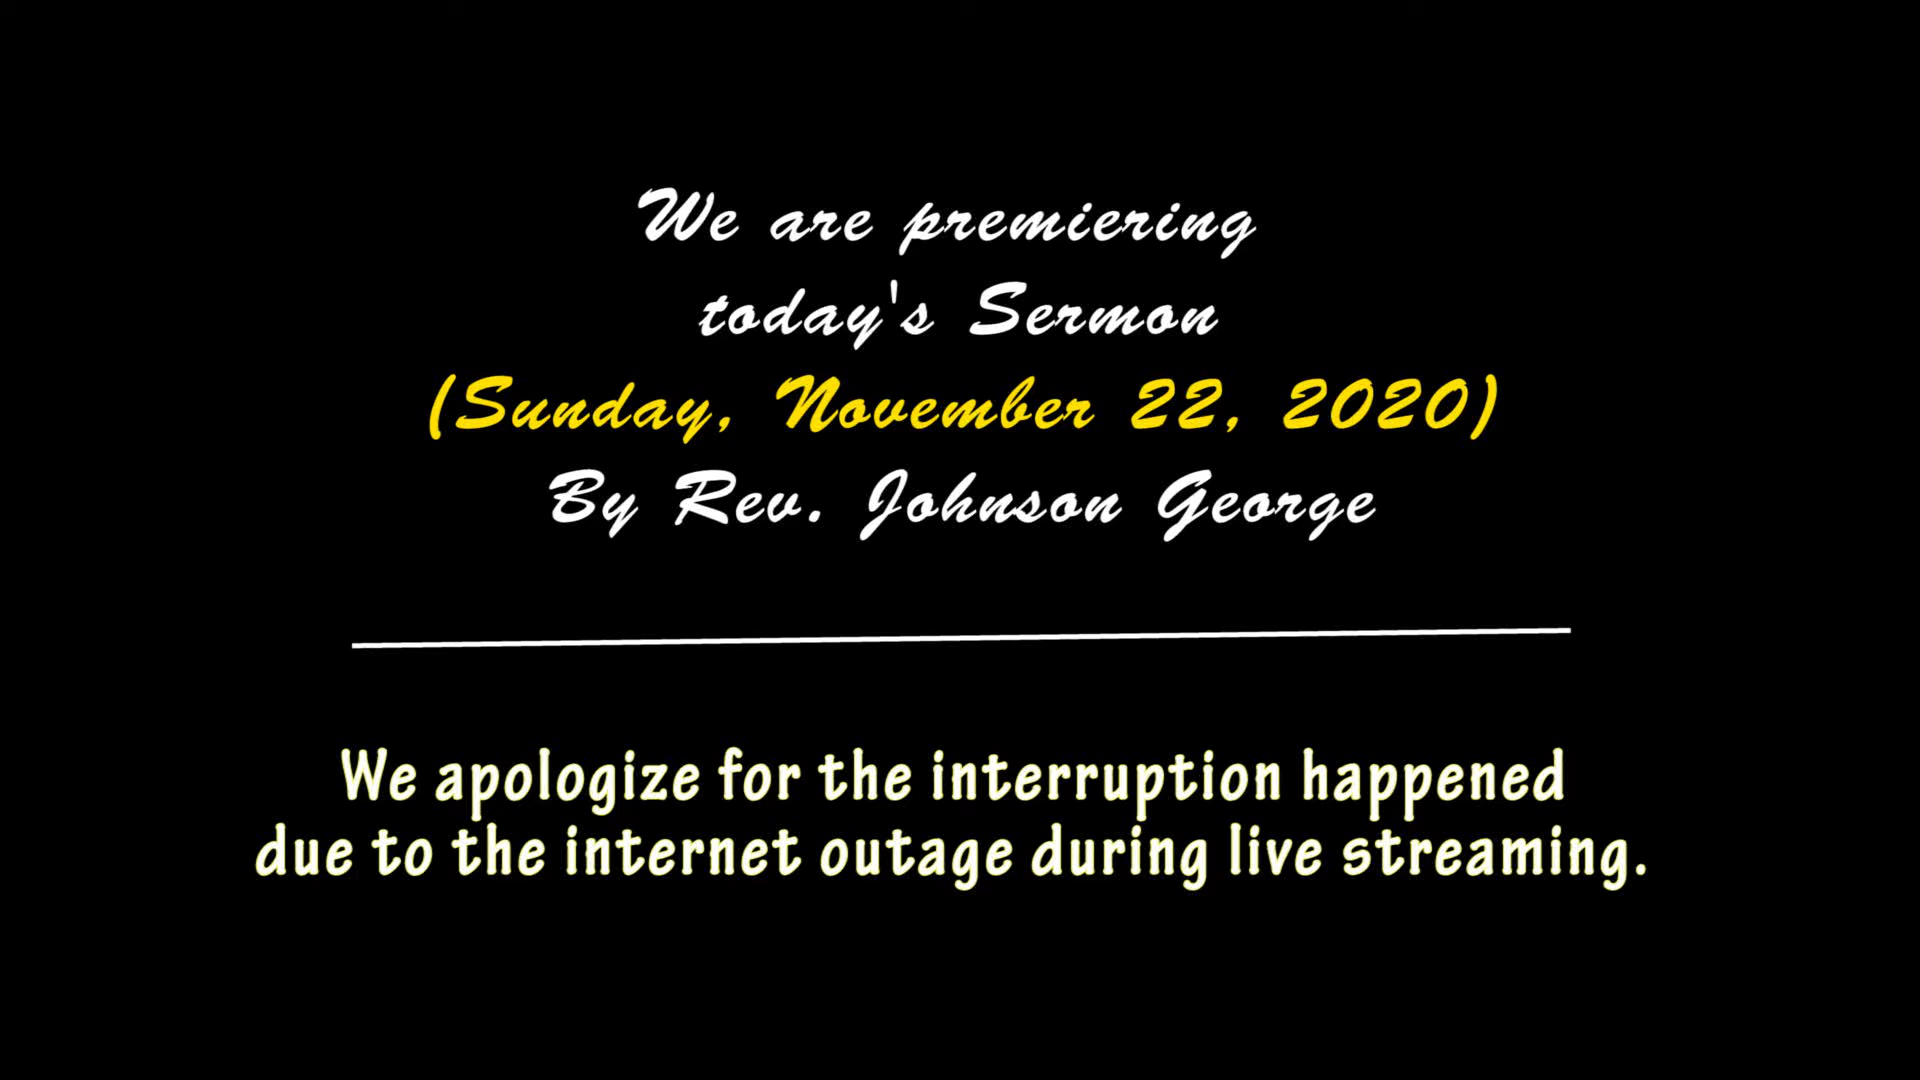 We are premiering
today's Sermon
(Sunday, November 22, 2020)
By Rev. Johnson George
We apologize for the interruption happened
due to the internet outage during live streaming.